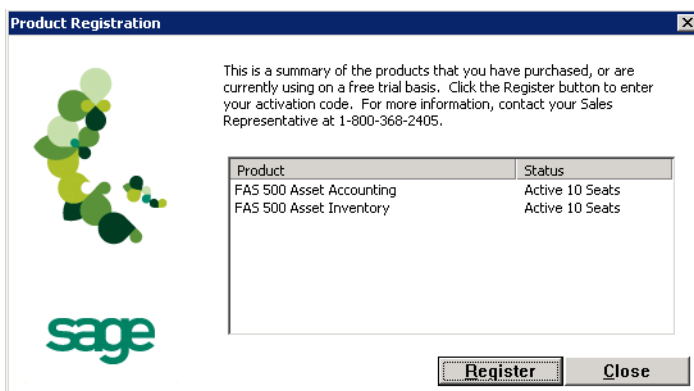 Product Registration
This is a summary of the products that you have purchased, or are
currently using on a free trial basis. Click the Register button to enter
your activation code. For more information, contact your Sales
Representative at 1-800-368-2405.
Product Status
FAS 500 Asset Accounting Active 10 Seats
FAS 500 Asset Inventory Active 10 Seats
sage
Register Close